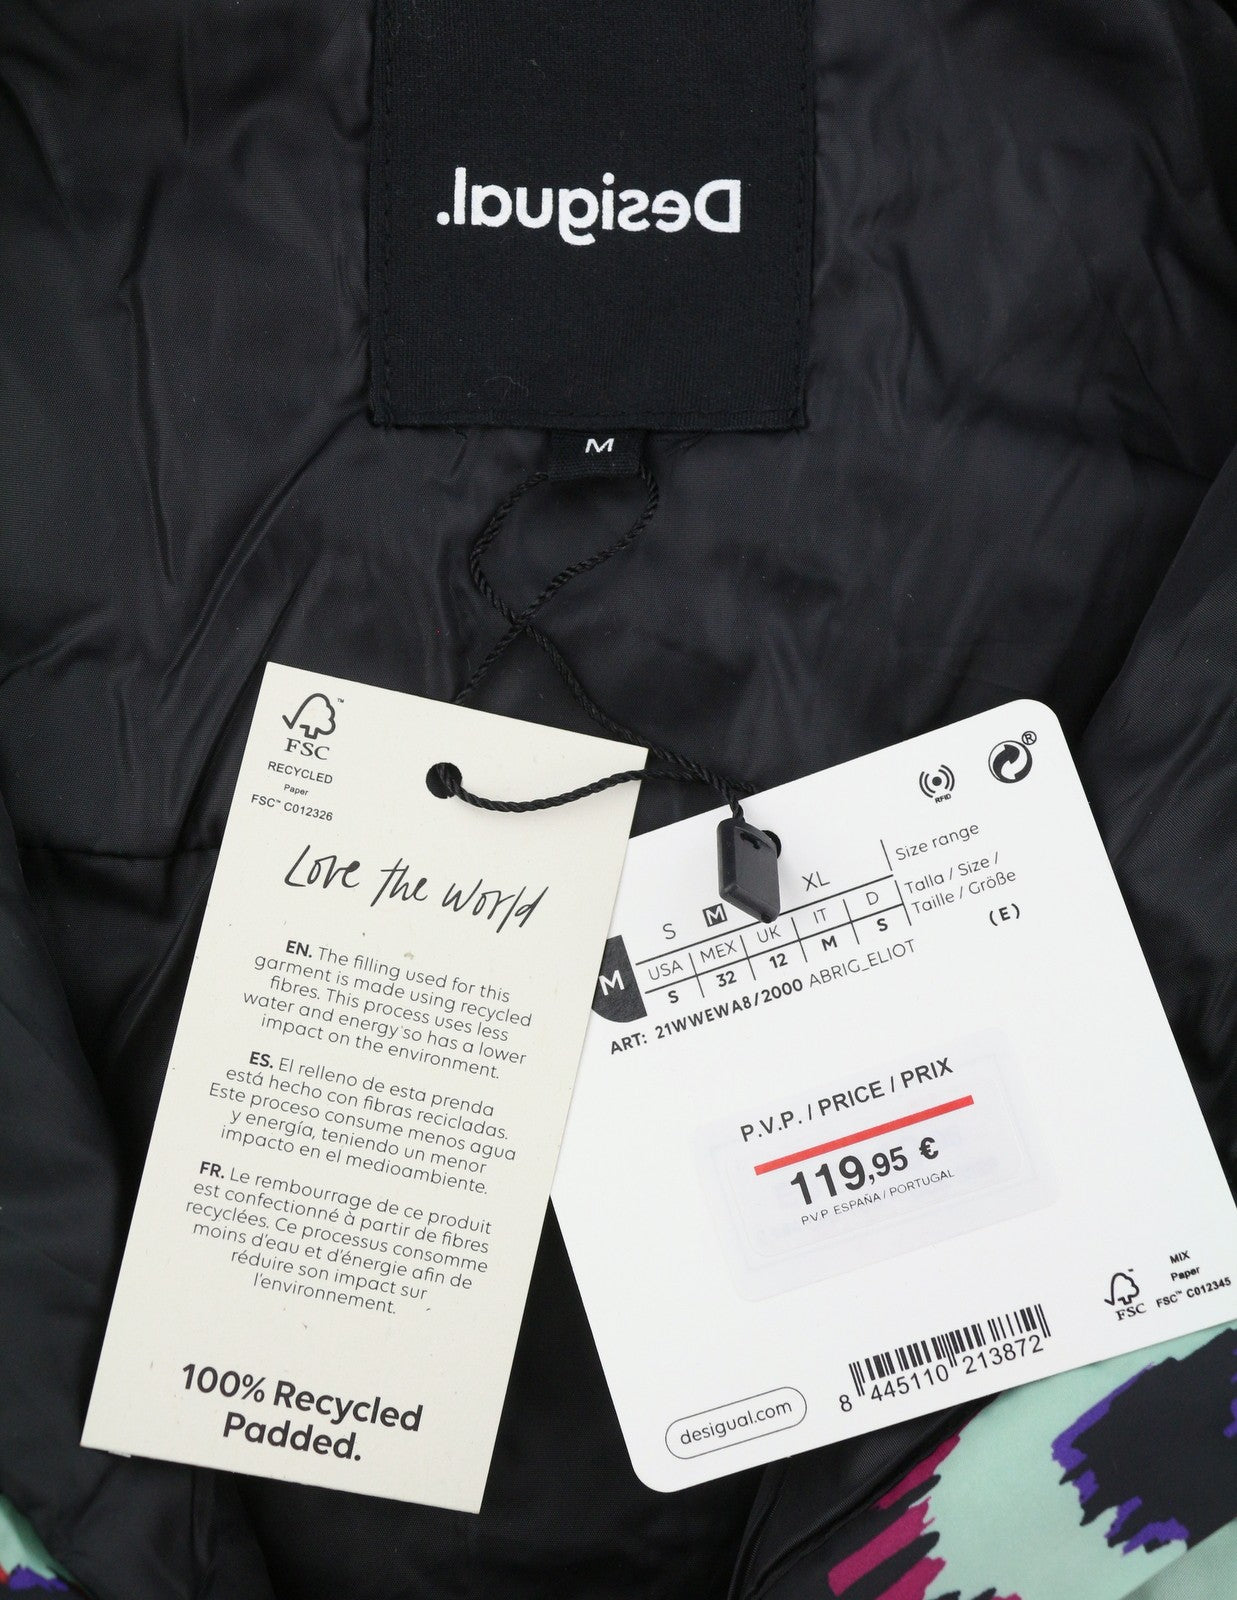 Desigual.
M
FSC™
RECYCLED
Paper
FSC™ C012326
Love the world
EN. The filling used for this
garment is made using recycled
fibres. This process uses less
water and energy so has a lower
impact on the environment.
ES. El relleno de esta prenda
está hecho con fibras recicladas.
Este proceso consume menos agua
y energía, teniendo un menor
impacto en el medioambiente.
FR. Le rembourrage de ce produit
est confectionné à partir de fibres
recyclées. Ce processus consomme
moins d'eau et d'énergie afin de
réduire son impact sur
l'environnement.
100% Recycled
Padded.
RFID
®
S M XL Size range
M
USA MEX UK IT D Talla / Size /
S 32 12 M S Taille / Größe
(E)
ART: 21WWEWA8/2000 ABRIG_ELIOT
P.V.P. / PRICE / PRIX
119,95 €
P.V.P ESPAÑA / PORTUGAL
FSC™
MIX
Paper
FSC™ C012345
8 445110 213872
desigual.com